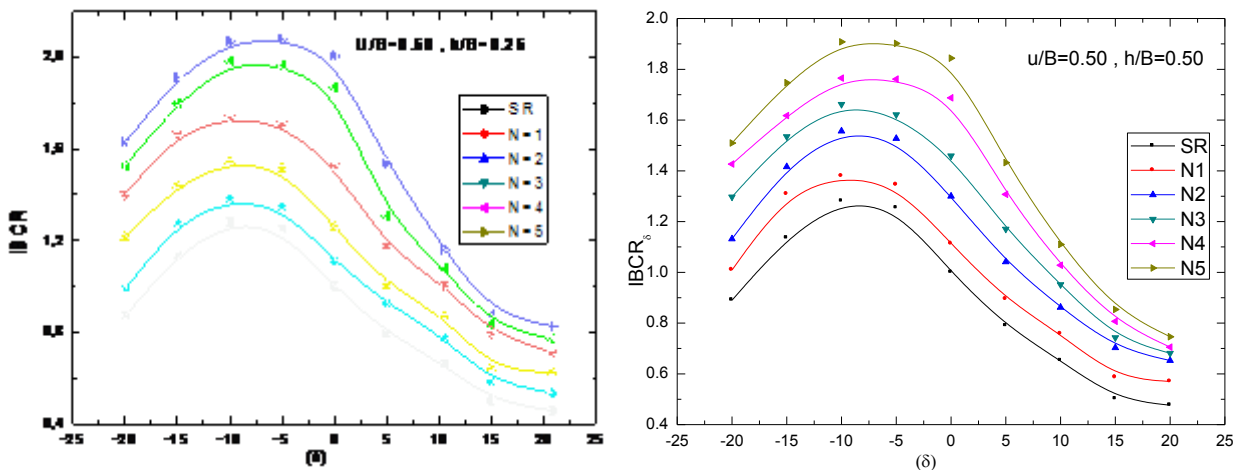 U/B=0.50 , h/B=0.25
2,0
1,6
1,2
0,8
0,4
IBCR
SR
N = 1
N = 2
N = 3
N = 4
N = 5
-25 -20 -15 -10 -5 0 5 10 15 20 25
2.0
1.8
1.6
1.4
1.2
1.0
0.8
0.6
0.4
IBCRδ
u/B=0.50 , h/B=0.50
SR
N1
N2
N3
N4
N5
-25 -20 -15 -10 -5 0 5 10 15 20 25
(δ)